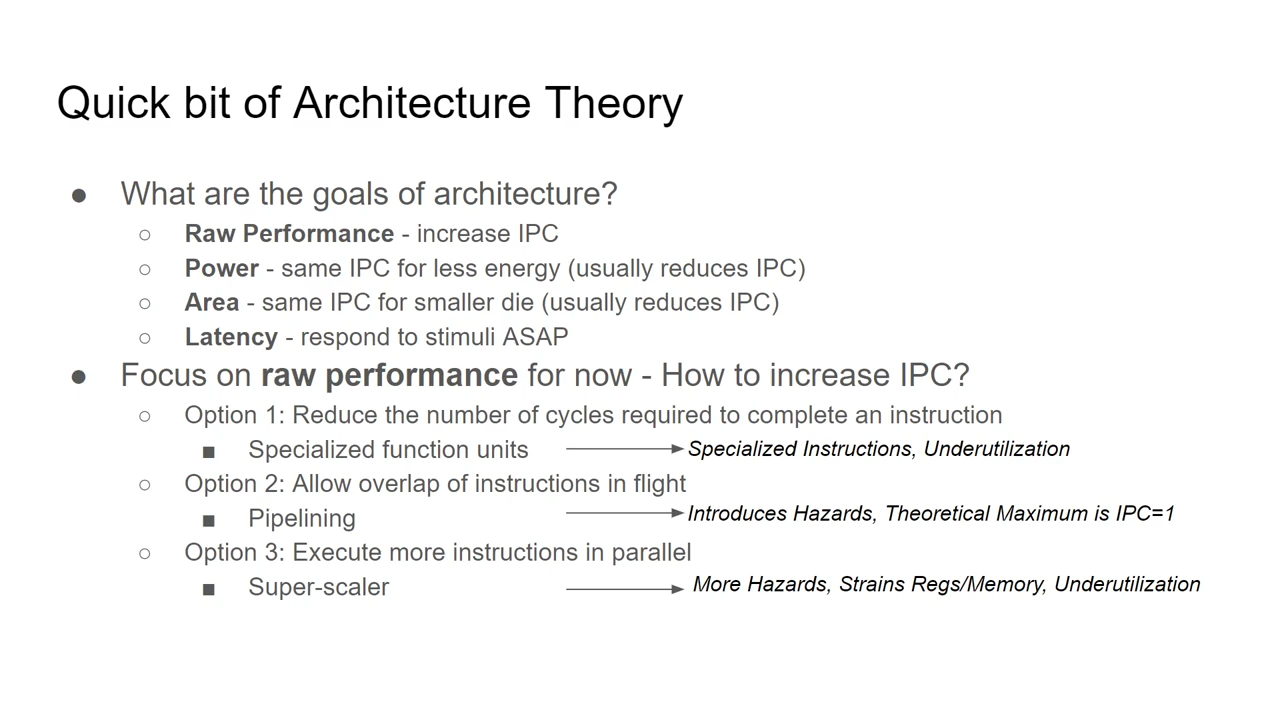 Quick bit of Architecture Theory
● What are the goals of architecture?
○ Raw Performance - increase IPC
○ Power - same IPC for less energy (usually reduces IPC)
○ Area - same IPC for smaller die (usually reduces IPC)
○ Latency - respond to stimuli ASAP
● Focus on raw performance for now - How to increase IPC?
○ Option 1: Reduce the number of cycles required to complete an instruction
■ Specialized function units Specialized Instructions, Underutilization
○ Option 2: Allow overlap of instructions in flight
■ Pipelining Introduces Hazards, Theoretical Maximum is IPC=1
○ Option 3: Execute more instructions in parallel
■ Super-scaler More Hazards, Strains Regs/Memory, Underutilization